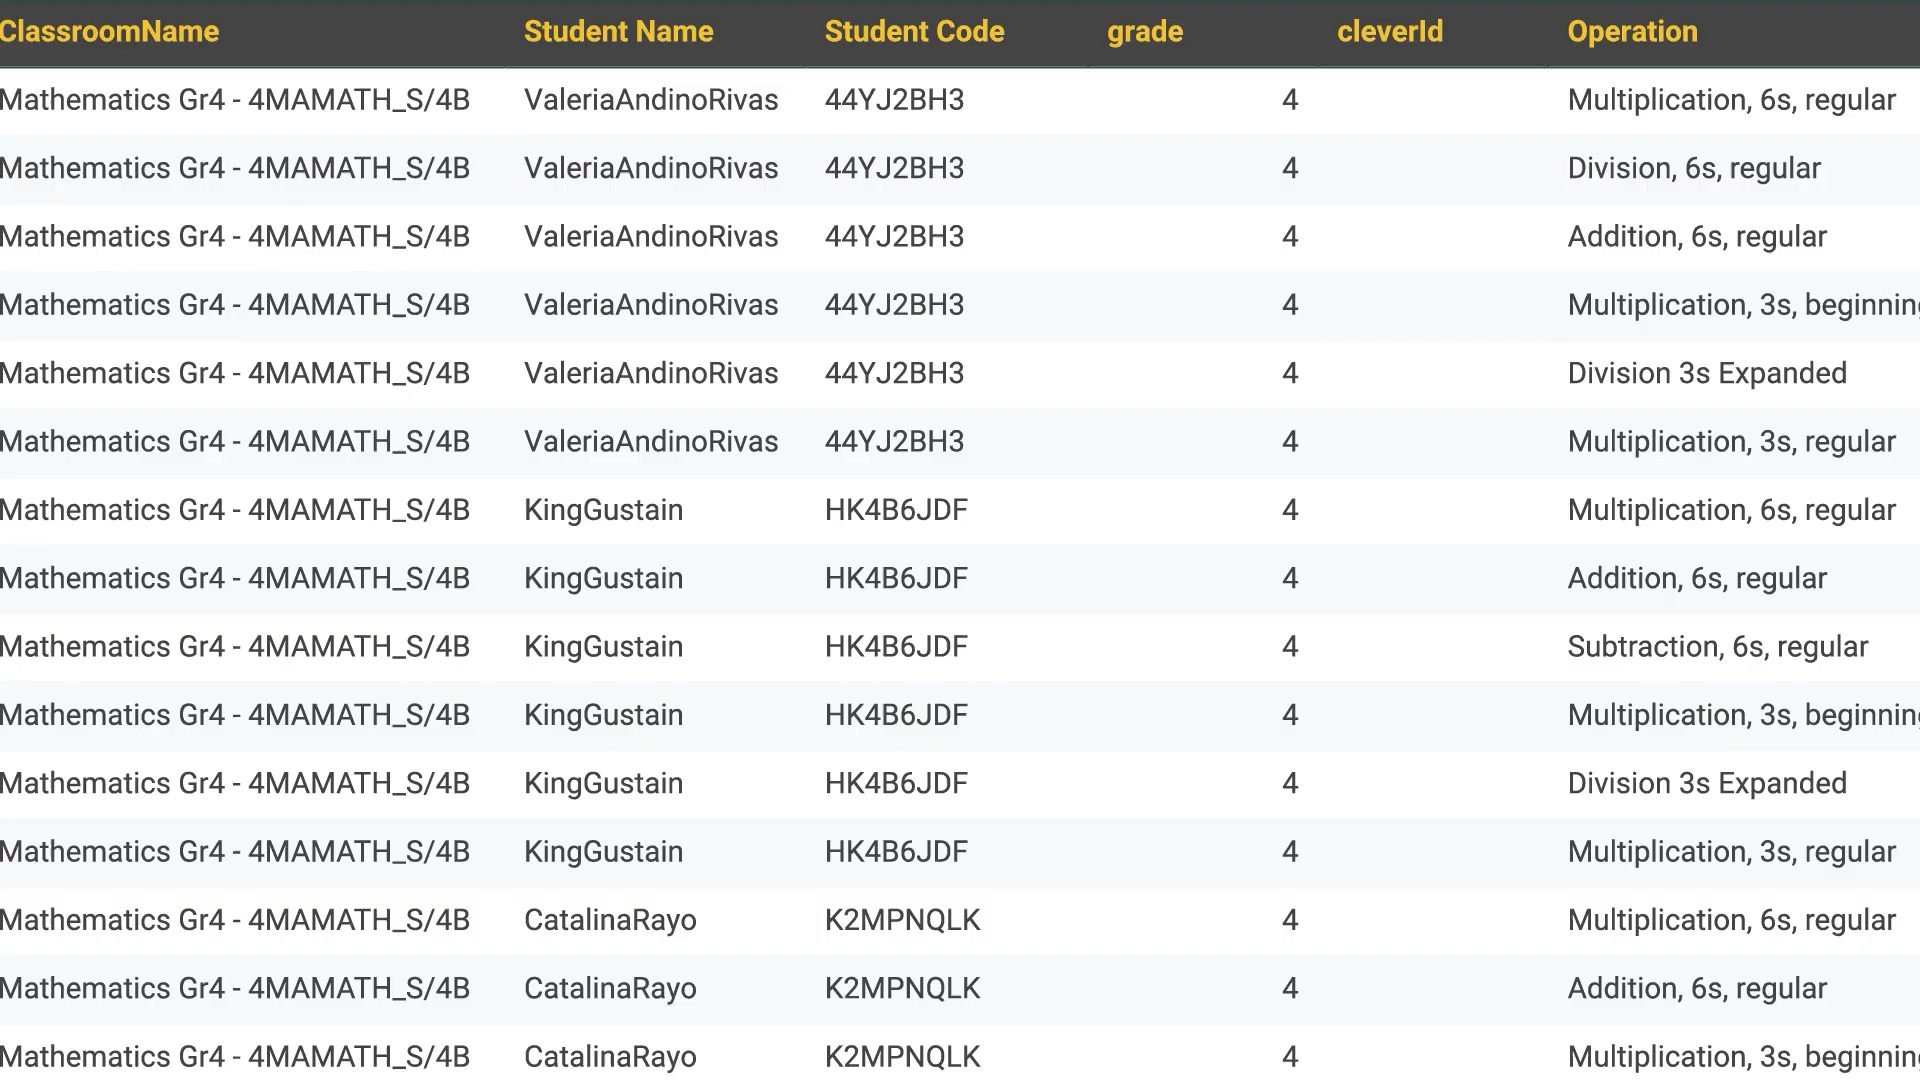 ClassroomName Student Name Student Code grade cleverId Operation
Mathematics Gr4 - 4MAMATH_S/4B ValeriaAndinoRivas 44YJ2BH3 4 Multiplication, 6s, regular
Mathematics Gr4 - 4MAMATH_S/4B ValeriaAndinoRivas 44YJ2BH3 4 Division, 6s, regular
Mathematics Gr4 - 4MAMATH_S/4B ValeriaAndinoRivas 44YJ2BH3 4 Addition, 6s, regular
Mathematics Gr4 - 4MAMATH_S/4B ValeriaAndinoRivas 44YJ2BH3 4 Multiplication, 3s, beginning
Mathematics Gr4 - 4MAMATH_S/4B ValeriaAndinoRivas 44YJ2BH3 4 Division 3s Expanded
Mathematics Gr4 - 4MAMATH_S/4B ValeriaAndinoRivas 44YJ2BH3 4 Multiplication, 3s, regular
Mathematics Gr4 - 4MAMATH_S/4B KingGustain HK4B6JDF 4 Multiplication, 6s, regular
Mathematics Gr4 - 4MAMATH_S/4B KingGustain HK4B6JDF 4 Addition, 6s, regular
Mathematics Gr4 - 4MAMATH_S/4B KingGustain HK4B6JDF 4 Subtraction, 6s, regular
Mathematics Gr4 - 4MAMATH_S/4B KingGustain HK4B6JDF 4 Multiplication, 3s, beginning
Mathematics Gr4 - 4MAMATH_S/4B KingGustain HK4B6JDF 4 Division 3s Expanded
Mathematics Gr4 - 4MAMATH_S/4B KingGustain HK4B6JDF 4 Multiplication, 3s, regular
Mathematics Gr4 - 4MAMATH_S/4B CatalinaRayo K2MPNQLK 4 Multiplication, 6s, regular
Mathematics Gr4 - 4MAMATH_S/4B CatalinaRayo K2MPNQLK 4 Addition, 6s, regular
Mathematics Gr4 - 4MAMATH_S/4B CatalinaRayo K2MPNQLK 4 Multiplication, 3s, beginning